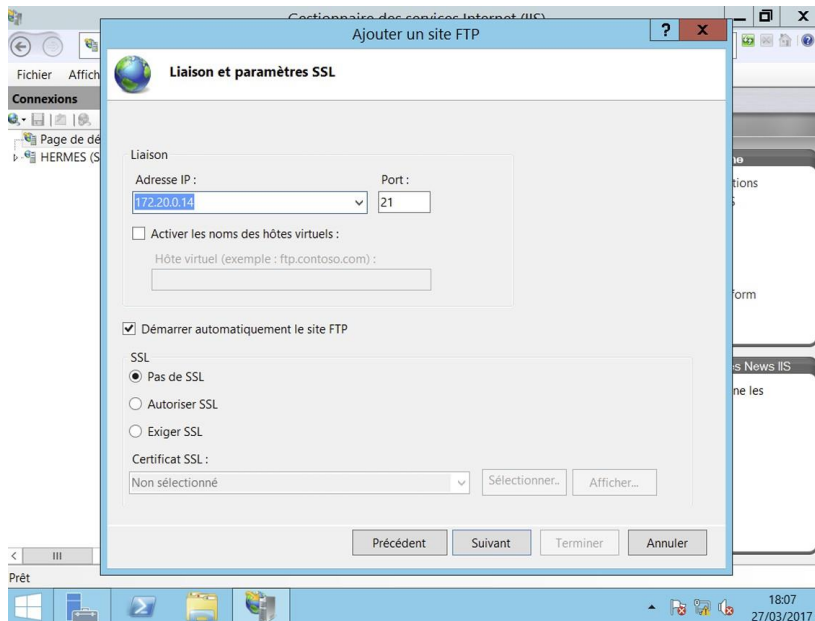 Gestionnaire des services Internet (IIS)
Ajouter un site FTP
? x
Fichier Affich
Connexions
Page de dé
HERMES (S
Liaison et paramètres SSL
Liaison
Adresse IP :
Port :
172.20.0.14
21
Activer les noms des hôtes virtuels :
Hôte virtuel (exemple : ftp.contoso.com) :
Démarrer automatiquement le site FTP
SSL
Pas de SSL
Autoriser SSL
Exiger SSL
Certificat SSL :
Non sélectionné
Sélectionner..
Afficher...
Précédent
Suivant
Terminer
Annuler
tions
form
s News IIS
ne les
Prêt
18:07
27/03/2017